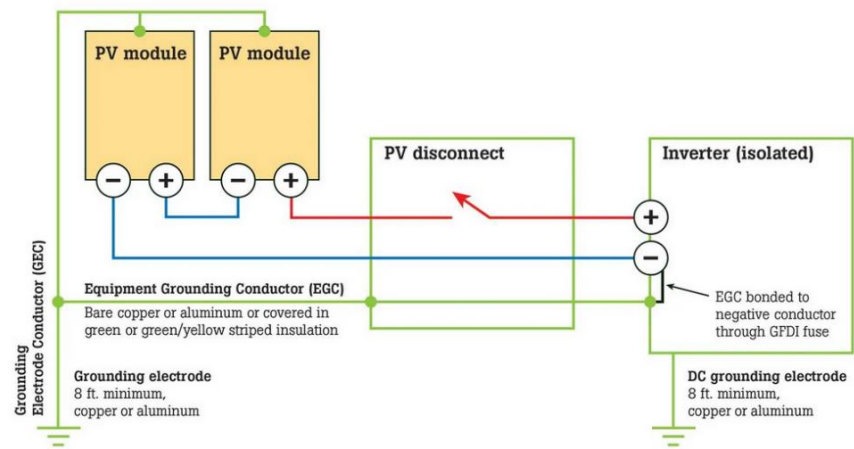 PV module
PV module
PV disconnect
Inverter (isolated)
−
+
−
+
+
−
Grounding
Electrode Conductor (GEC)
Equipment Grounding Conductor (EGC)
Bare copper or aluminum or covered in
green or green/yellow striped insulation
EGC bonded to
negative conductor
through GFDI fuse
Grounding electrode
8 ft. minimum,
copper or aluminum
DC grounding electrode
8 ft. minimum,
copper or aluminum